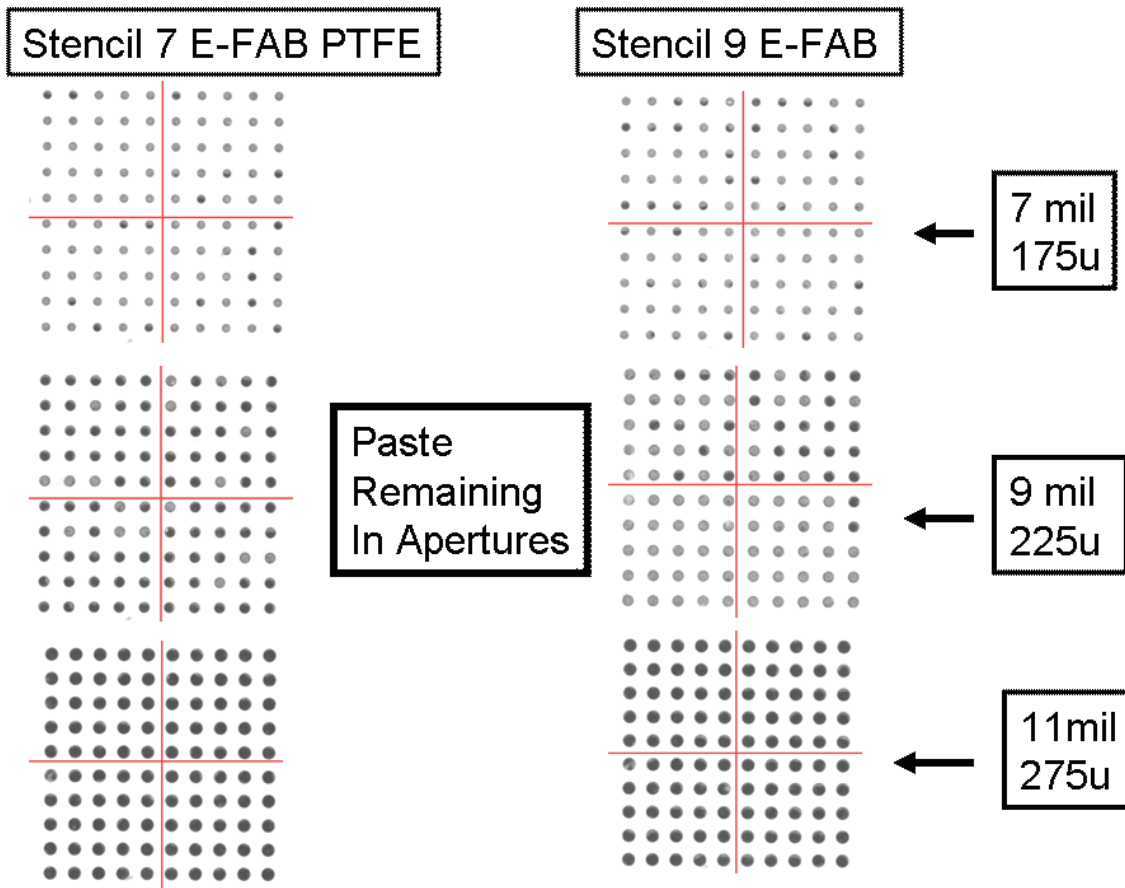 Stencil 7 E-FAB PTFE
Stencil 9 E-FAB
7 mil
175u
Paste
Remaining
In Apertures
9 mil
225u
11mil
275u